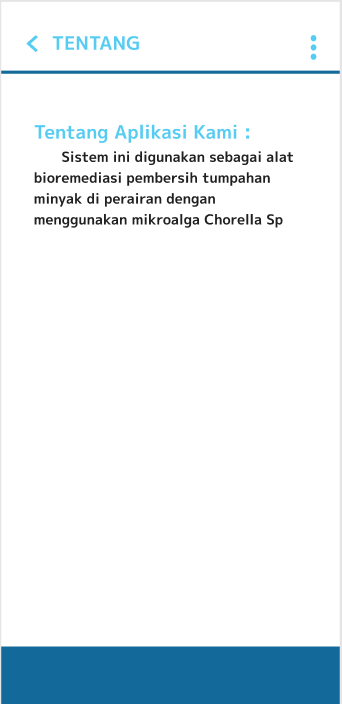 TENTANG
Tentang Aplikasi Kami :
Sistem ini digunakan sebagai alat
bioremediasi pembersih tumpahan
minyak di perairan dengan
menggunakan mikroalga Chorella Sp